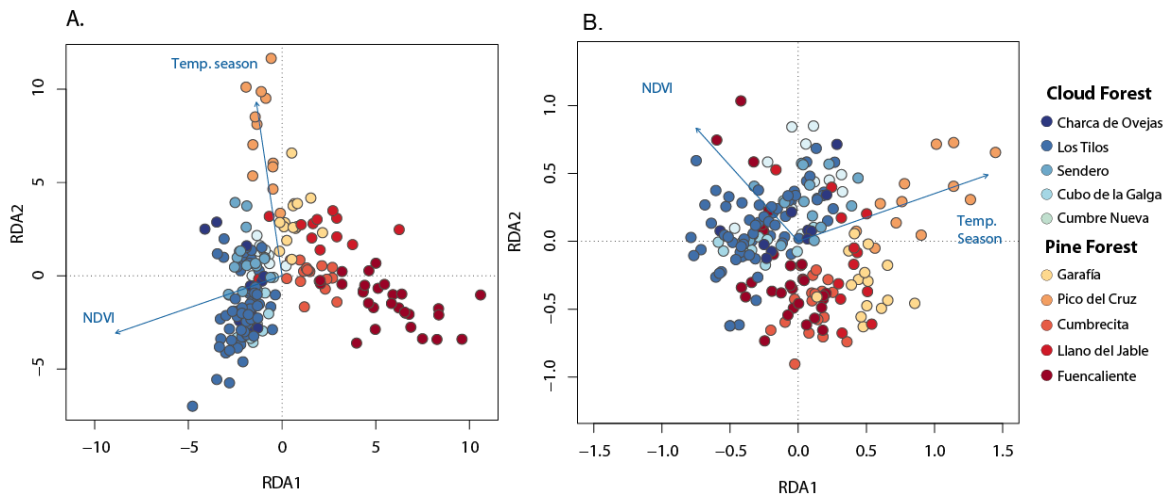 A.
Temp. season
NDVI
RDA2
10
5
0
−5
−10
−5
0
5
10
RDA1
B.
NDVI
Temp.
Season
RDA2
1.0
0.5
0.0
−0.5
−1.0
−1.5
−1.0
−0.5
0.0
0.5
1.0
1.5
RDA1
Cloud Forest
Charca de Ovejas
Los Tilos
Sendero
Cubo de la Galga
Cumbre Nueva
Pine Forest
Garafía
Pico del Cruz
Cumbrecita
Llano del Jable
Fuencaliente